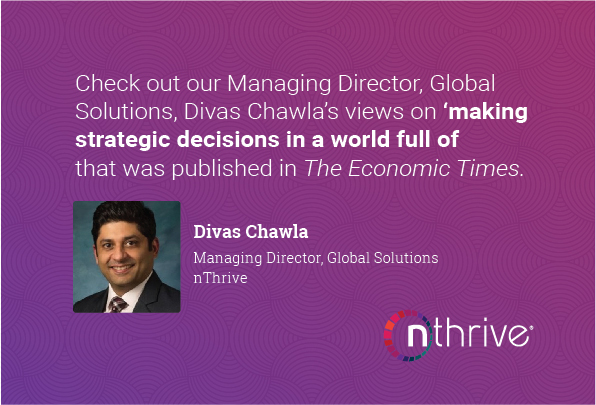 Check out our Managing Director, Global
Solutions, Divas Chawla’s views on ‘making
strategic decisions in a world full of
that was published in The Economic Times.
Divas Chawla
Managing Director, Global Solutions
nThrive
nthrive®